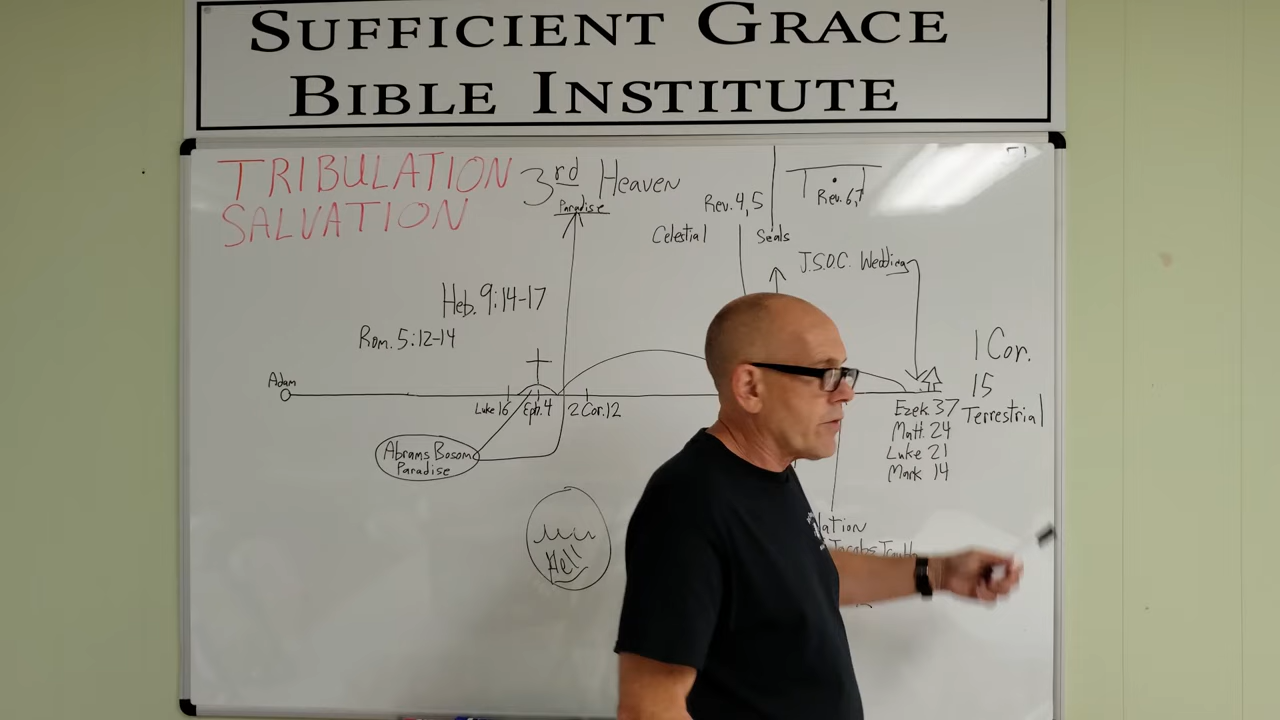 SUFFICIENT GRACE
BIBLE INSTITUTE
TRIBULATION
SALVATION
3rd Heaven
Paradise
Rev. 4,5
Rev. 6,7
Celestial
Seals
J.S.O.C. Wedding
Heb. 9:14-17
Rom. 5:12-14
1 Cor.
15
Terrestrial
Adam
Luke 16
Eph. 4
2 Cor. 12
Ezek. 37
Matt. 24
Luke 21
Mark 14
Abrams Bosom
Paradise
Hell
Jacobs